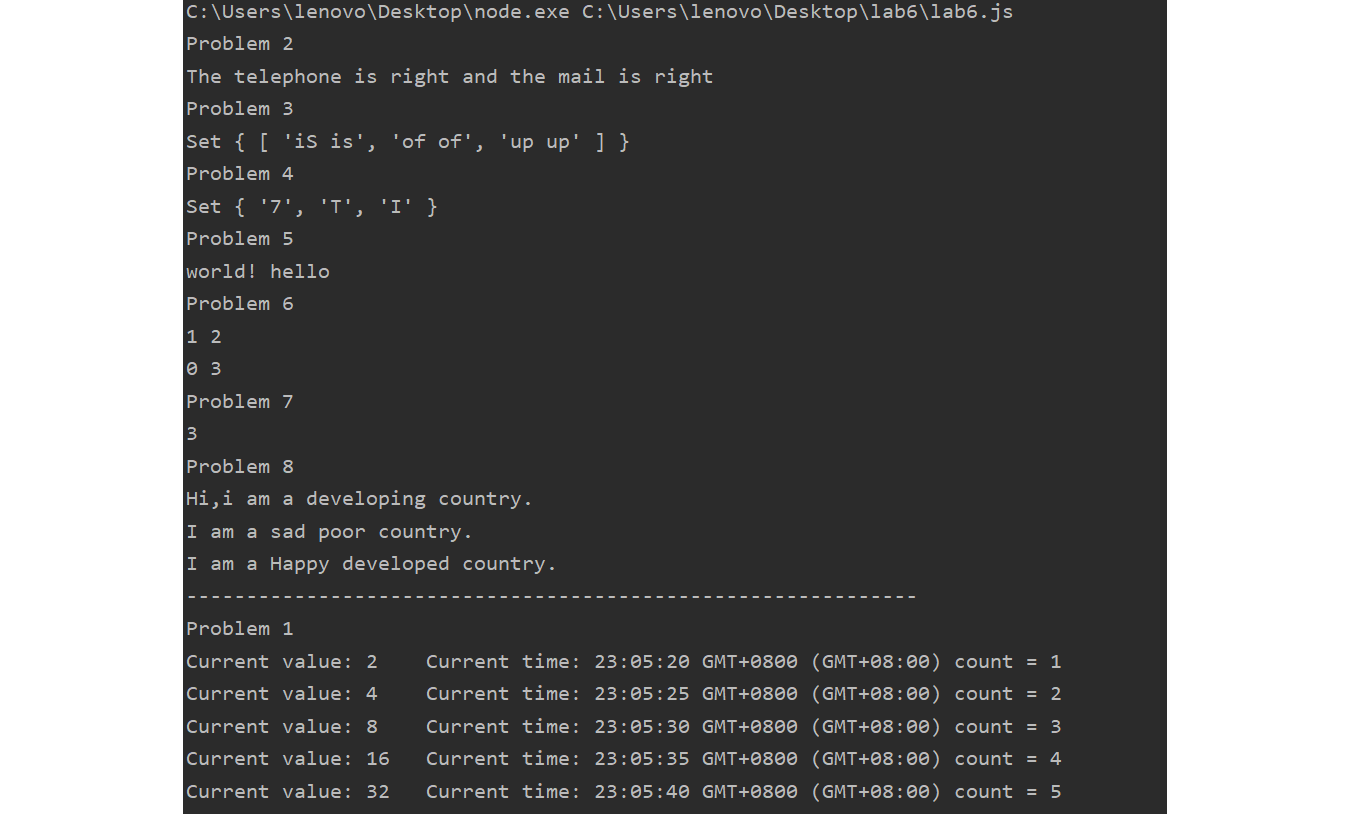 C:\Users\lenovo\Desktop\node.exe C:\Users\lenovo\Desktop\lab6\lab6.js
Problem 2
The telephone is right and the mail is right
Problem 3
Set { [ 'iS is', 'of of', 'up up' ] }
Problem 4
Set { '7', 'T', 'I' }
Problem 5
world! hello
Problem 6
1 2
0 3
Problem 7
3
Problem 8
Hi,i am a developing country.
I am a sad poor country.
I am a Happy developed country.
-------------------------------------------------------------
Problem 1
Current value: 2    Current time: 23:05:20 GMT+0800 (GMT+08:00) count = 1
Current value: 4    Current time: 23:05:25 GMT+0800 (GMT+08:00) count = 2
Current value: 8    Current time: 23:05:30 GMT+0800 (GMT+08:00) count = 3
Current value: 16   Current time: 23:05:35 GMT+0800 (GMT+08:00) count = 4
Current value: 32   Current time: 23:05:40 GMT+0800 (GMT+08:00) count = 5